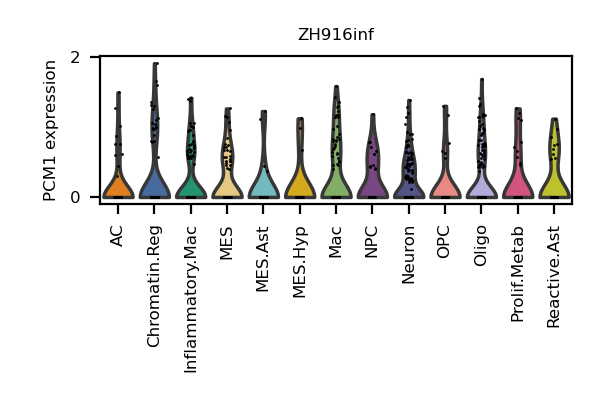 ZH916inf
PCM1 expression
2
0
AC
Chromatin.Reg
Inflammatory.Mac
MES
MES.Ast
MES.Hyp
Mac
NPC
Neuron
OPC
Oligo
Prolif.Metab
Reactive.Ast